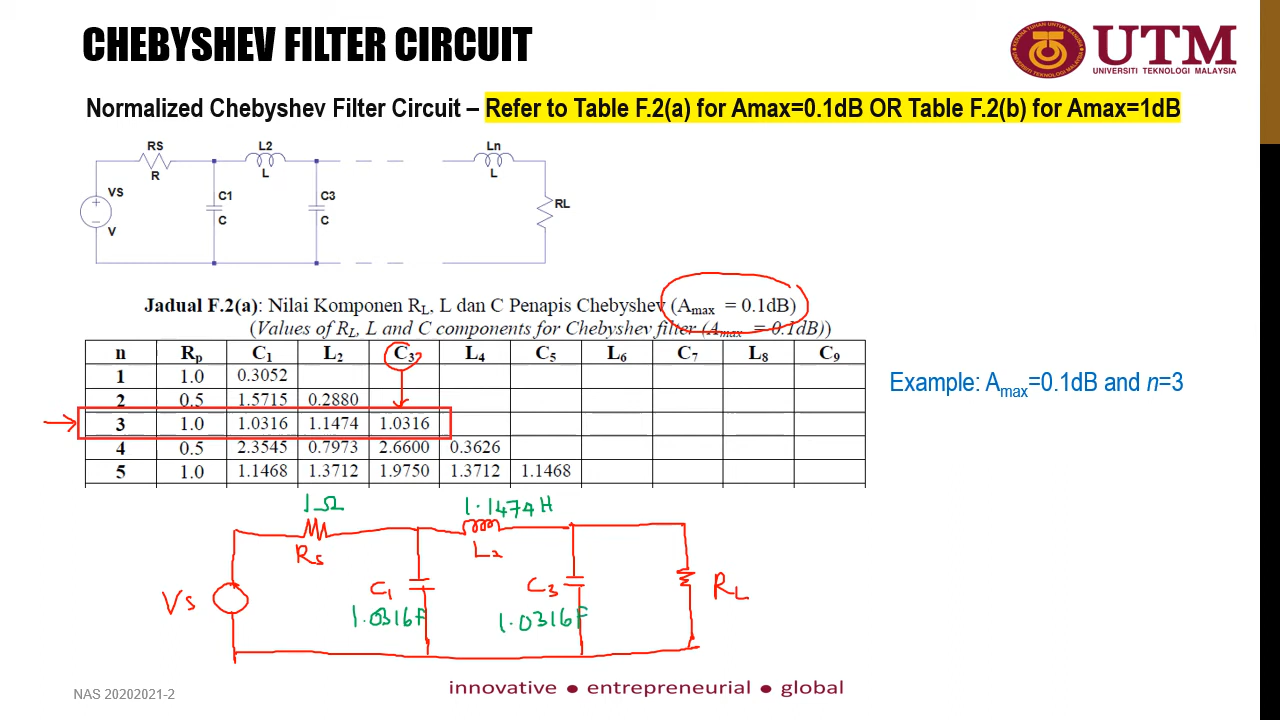 CHEBYSHEV FILTER CIRCUIT
UTM
UNIVERSITI TEKNOLOGI MALAYSIA
Normalized Chebyshev Filter Circuit – Refer to Table F.2(a) for Amax=0.1dB OR Table F.2(b) for Amax=1dB
RS L2 Ln
R L L
VS C1 C3 RL
V C C
Jadual F.2(a): Nilai Komponen RL, L dan C Penapis Chebyshev (Amax = 0.1dB)
(Values of RL, L and C components for Chebyshev filter (Amax = 0.1dB))
n Rp C1 L2 C3 L4 C5 L6 C7 L8 C9
1 1.0 0.3052
2 0.5 1.5715 0.2880
3 1.0 1.0316 1.1474 1.0316
4 0.5 2.3545 0.7973 2.6600 0.3626
5 1.0 1.1468 1.3712 1.9750 1.3712 1.1468
Example: Amax=0.1dB and n=3
1Ω 1.1474H
Rs L2
Vs C1 C3 RL
1.0316F 1.0316F
NAS 20202021-2
innovative ● entrepreneurial ● global